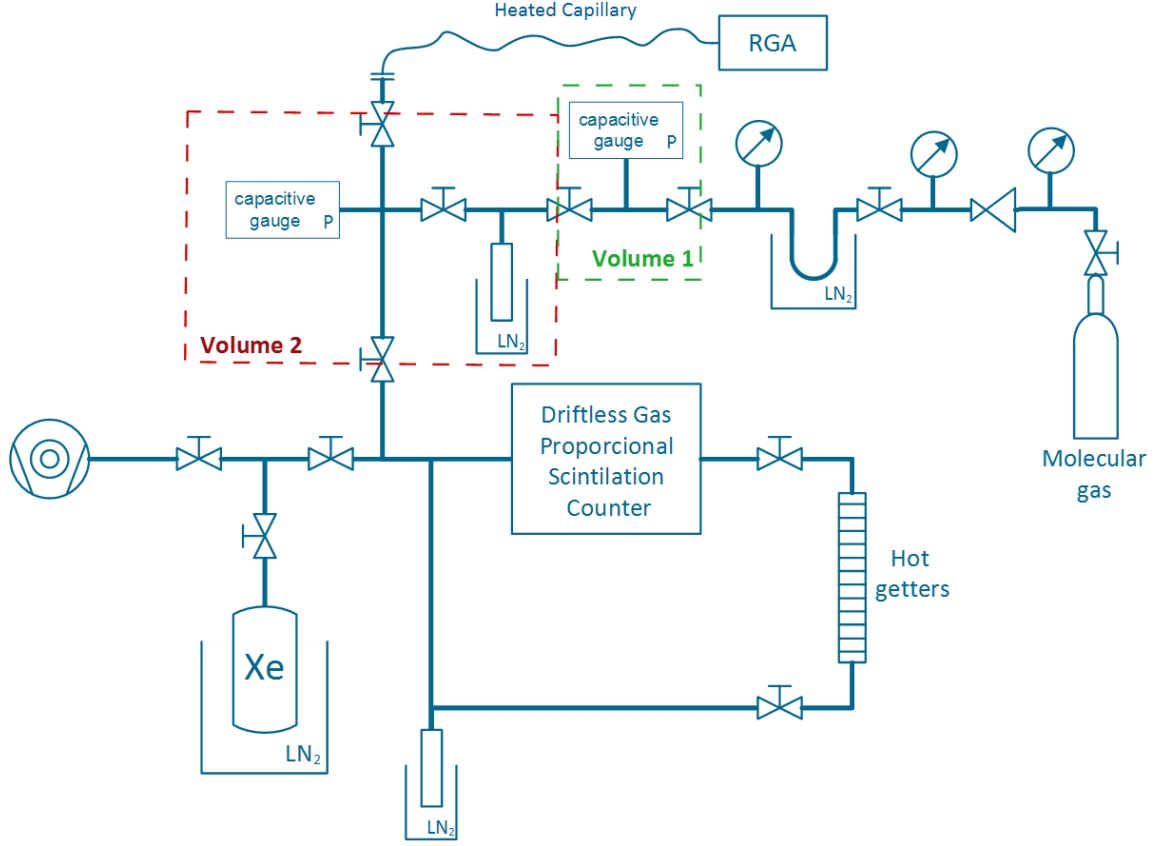 Heated Capillary
RGA
capacitive
gauge P
capacitive
gauge P
Volume 1
LN2
Volume 2
LN2
Driftless Gas
Proporcional
Scintilation
Counter
Molecular
gas
Hot
getters
Xe
LN2
LN2